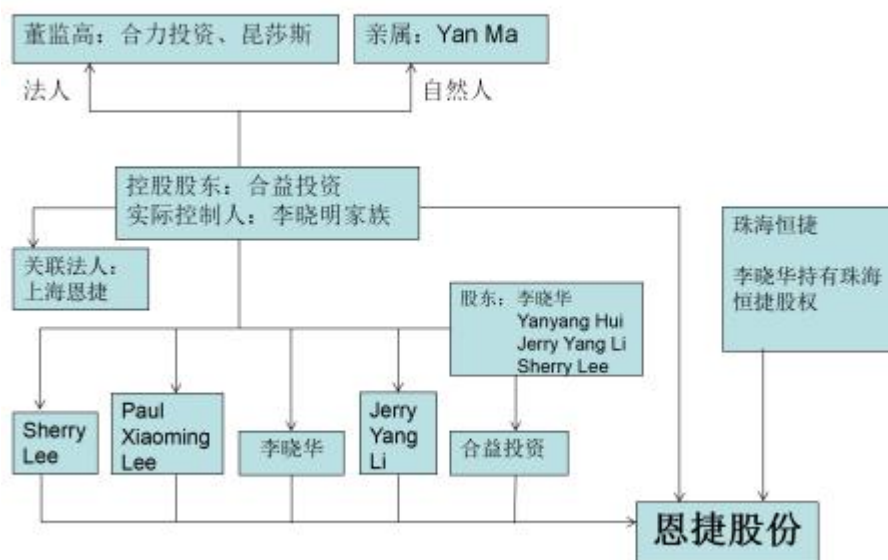 董监高：合力投资、昆莎斯
亲属：Yan Ma
法人
自然人
控股股东：合益投资
实际控制人：李晓明家族
关联法人：
上海恩捷
股东：李晓华
Yanyang Hui
Jerry Yang Li
Sherry Lee
珠海恒捷
李晓华持有珠海
恒捷股权
Sherry
Lee
Paul
Xiaoming
Lee
李晓华
Jerry
Yang
Li
合益投资
恩捷股份